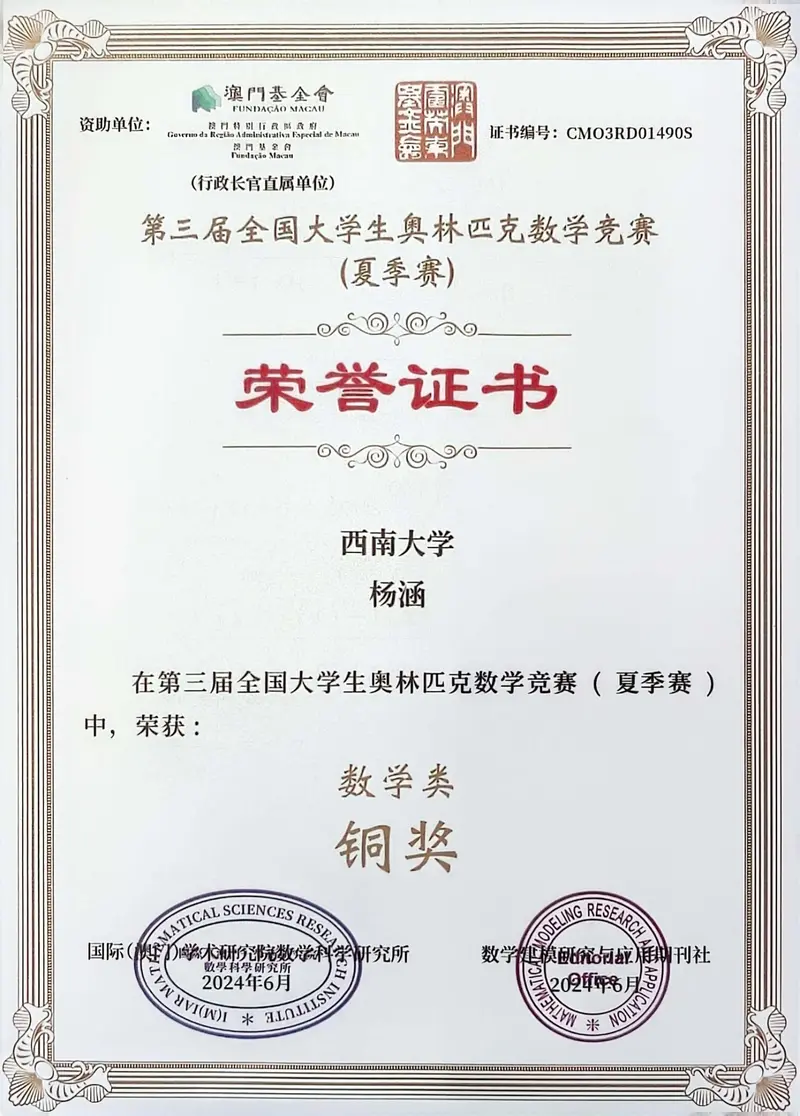 资助单位：
澳門基金會
FUNDAÇÃO MACAU
澳門特別行政區政府
Governo da Região Administrativa Especial de Macau
澳門基金會
Fundação Macau
（行政长官直属单位）
证书编号：CMO3RD01490S
第三届全国大学生奥林匹克数学竞赛
(夏季赛)
荣誉证书
西南大学
杨涵
在第三届全国大学生奥林匹克数学竞赛（夏季赛）
中，荣获：
数学类
铜奖
国际(澳门)学术研究院数学科学研究所
2024年6月
MATHEMATICAL SCIENCES RESEARCH INSTITUTE
I(M)IAR
數學科學研究所
数学建模研究与应用期刊社
2024年6月
MATHEMATICAL MODELING RESEARCH AND APPLICATION
Editorial
Office